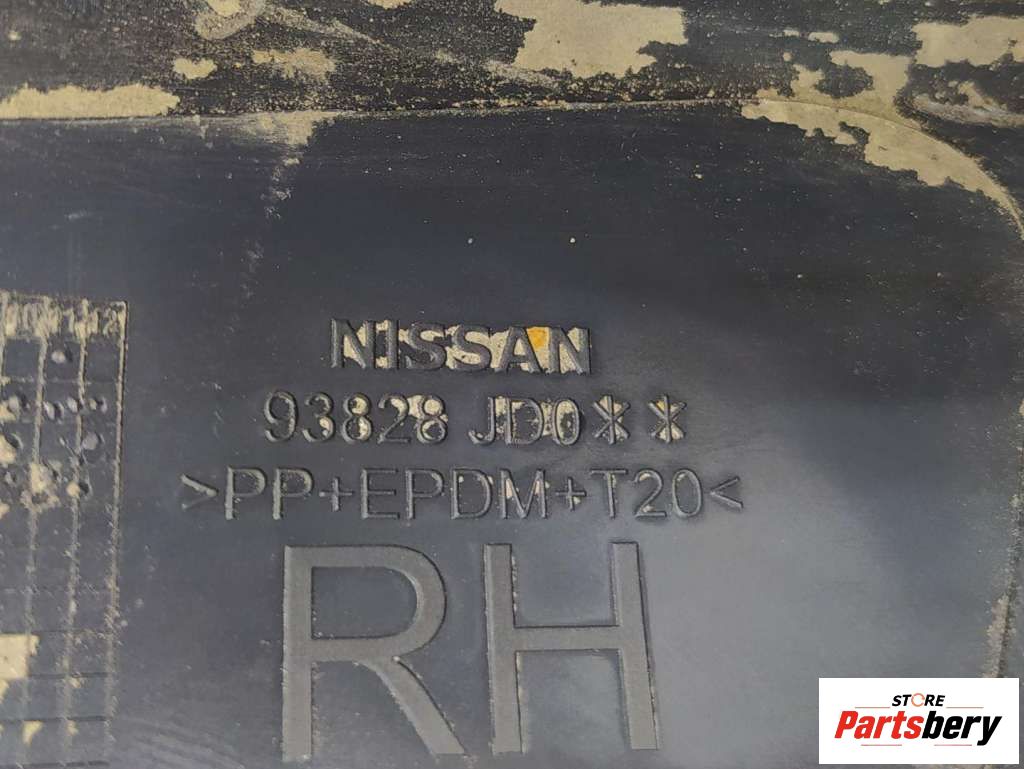 NISSAN
93828 JD0**
>PP+EPDM+T20<
RH
STORE
Partsbery